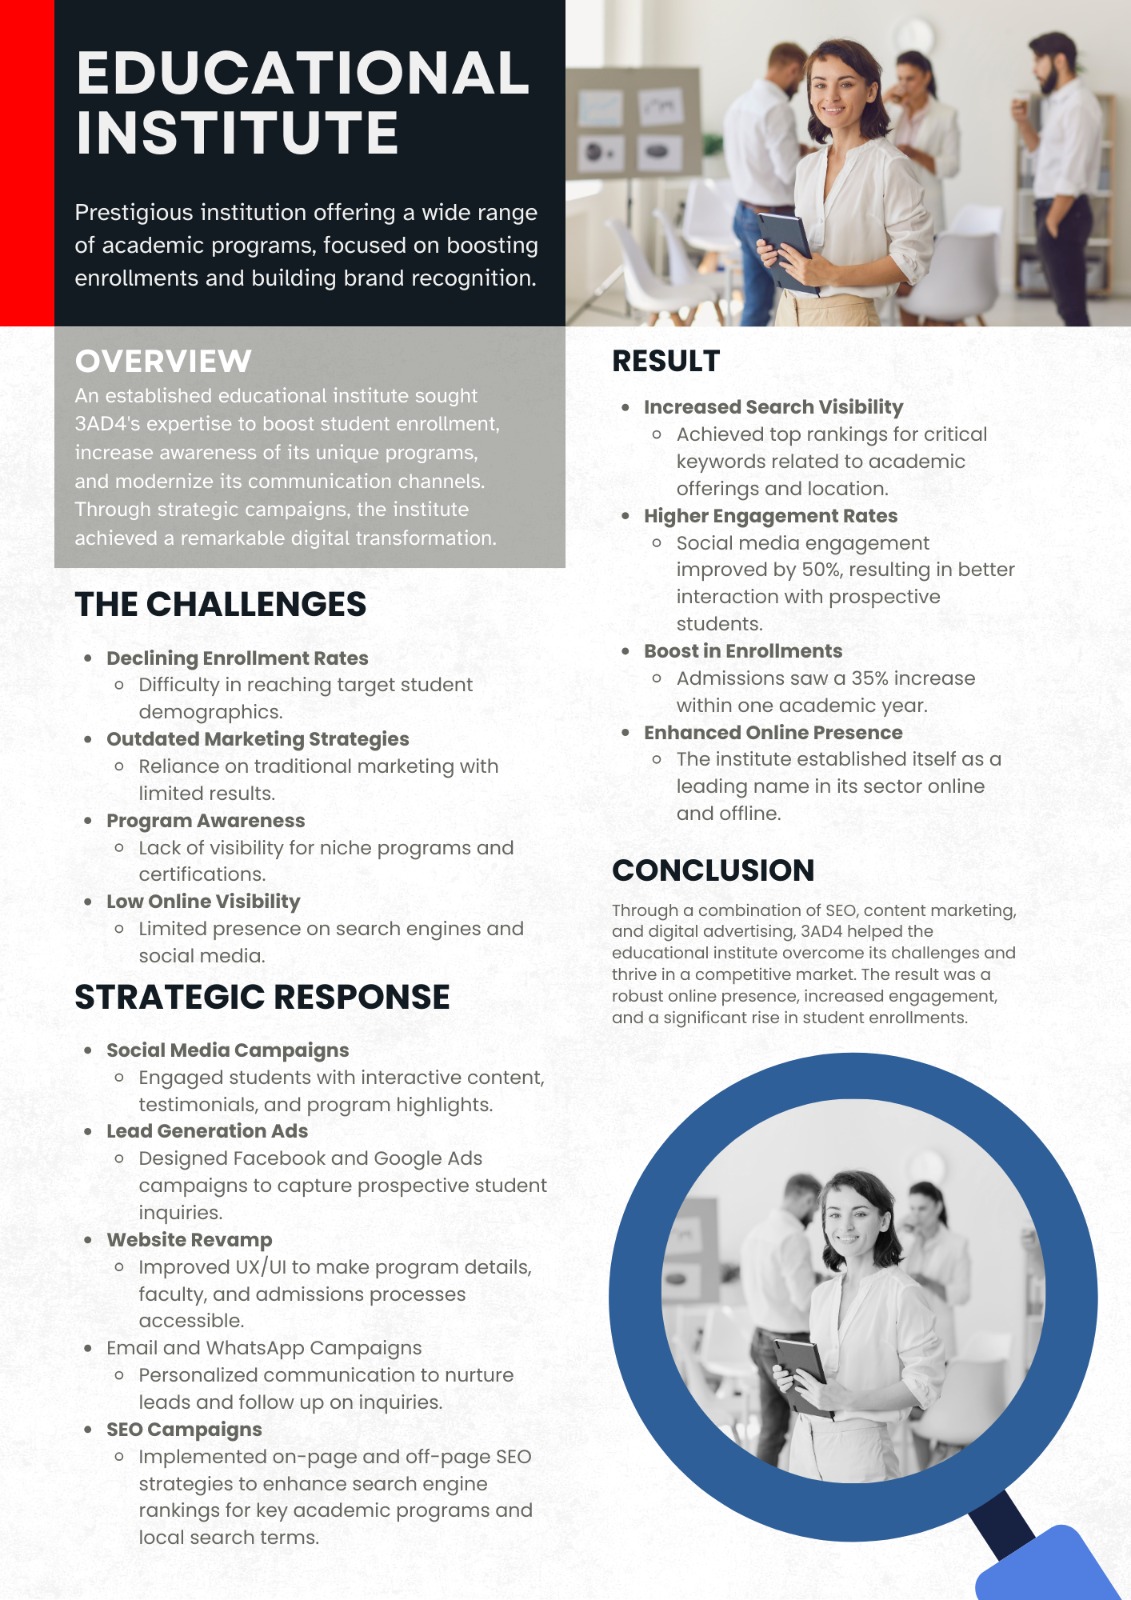 EDUCATIONAL
INSTITUTE
Prestigious institution offering a wide range
of academic programs, focused on boosting
enrollments and building brand recognition.
OVERVIEW
An established educational institute sought
3AD4's expertise to boost student enrollment,
increase awareness of its unique programs,
and modernize its communication channels.
Through strategic campaigns, the institute
achieved a remarkable digital transformation.
THE CHALLENGES
• Declining Enrollment Rates
○ Difficulty in reaching target student
demographics.
• Outdated Marketing Strategies
○ Reliance on traditional marketing with
limited results.
• Program Awareness
○ Lack of visibility for niche programs and
certifications.
• Low Online Visibility
○ Limited presence on search engines and
social media.
STRATEGIC RESPONSE
• Social Media Campaigns
○ Engaged students with interactive content,
testimonials, and program highlights.
• Lead Generation Ads
○ Designed Facebook and Google Ads
campaigns to capture prospective student
inquiries.
• Website Revamp
○ Improved UX/UI to make program details,
faculty, and admissions processes
accessible.
• Email and WhatsApp Campaigns
○ Personalized communication to nurture
leads and follow up on inquiries.
• SEO Campaigns
○ Implemented on-page and off-page SEO
strategies to enhance search engine
rankings for key academic programs and
local search terms.
RESULT
• Increased Search Visibility
○ Achieved top rankings for critical
keywords related to academic
offerings and location.
• Higher Engagement Rates
○ Social media engagement
improved by 50%, resulting in better
interaction with prospective
students.
• Boost in Enrollments
○ Admissions saw a 35% increase
within one academic year.
• Enhanced Online Presence
○ The institute established itself as a
leading name in its sector online
and offline.
CONCLUSION
Through a combination of SEO, content marketing,
and digital advertising, 3AD4 helped the
educational institute overcome its challenges and
thrive in a competitive market. The result was a
robust online presence, increased engagement,
and a significant rise in student enrollments.